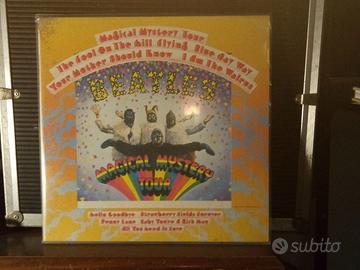 Magical Mystery Tour
The Fool On The Hill Flying Blue Jay Way
Your Mother Should Know I Am The Walrus
BEATLES
MAGICAL MYSTERY
TOUR
Hello Goodbye Strawberry Fields Forever
Penny Lane Baby You're A Rich Man
All You Need Is Love
subito